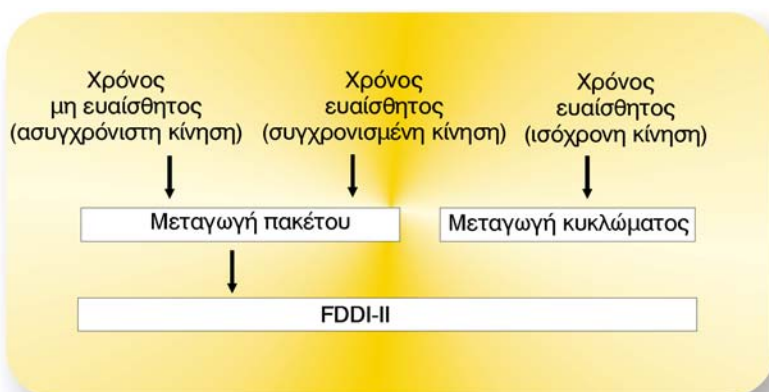 Χρόνος
μη ευαίσθητος
(ασυγχρόνιστη κίνηση)
Χρόνος
ευαίσθητος
(συγχρονισμένη κίνηση)
Χρόνος
ευαίσθητος
(ισόχρονη κίνηση)
Μεταγωγή πακέτου
Μεταγωγή κυκλώματος
FDDI-II